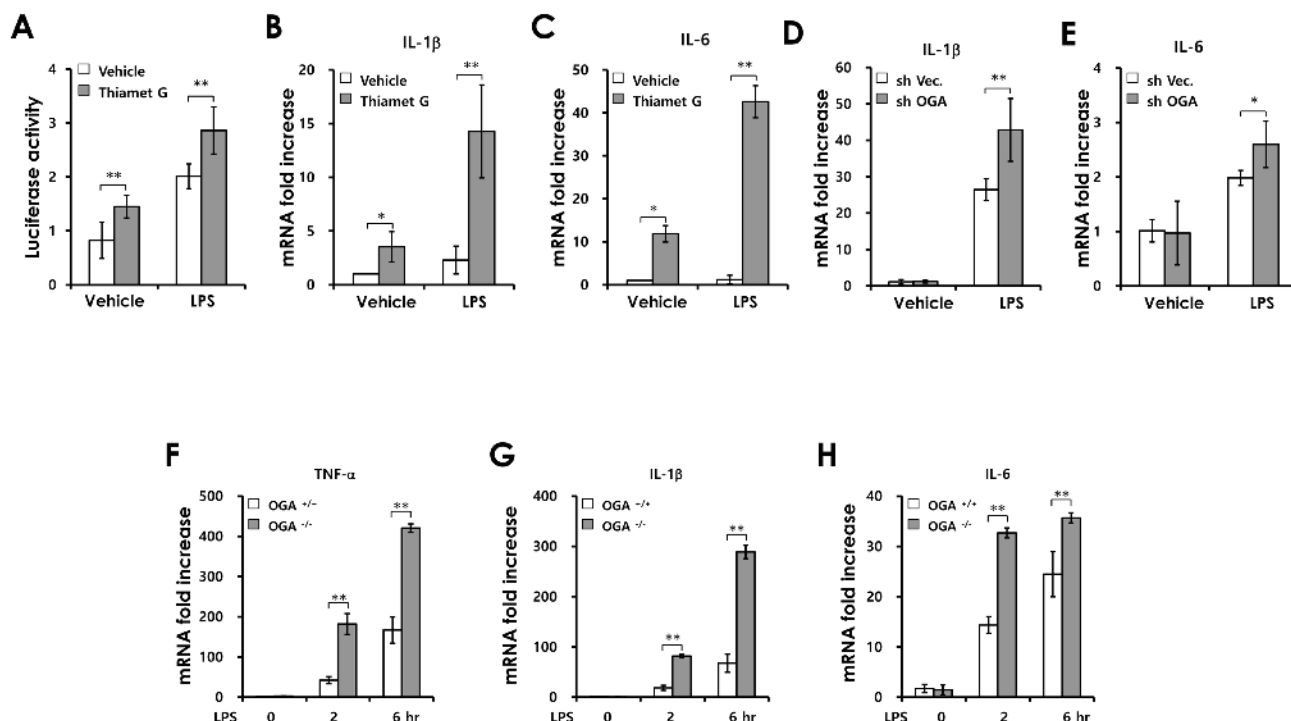 A
Luciferase activity
4
3
2
1
0
Vehicle
Thiamet G
**
**
Vehicle LPS
B
IL-1β
mRNA fold increase
20
15
10
5
0
Vehicle
Thiamet G
*
**
Vehicle LPS
C
IL-6
mRNA fold increase
50
40
30
20
10
0
Vehicle
Thiamet G
*
**
Vehicle LPS
D
IL-1β
mRNA fold increase
60
50
40
30
20
10
0
sh Vec.
sh OGA
**
Vehicle LPS
E
IL-6
mRNA fold increase
4
3
2
1
0
sh Vec.
sh OGA
*
Vehicle LPS
F
TNF-α
mRNA fold increase
500
400
300
200
100
0
OGA +/−
OGA -/-
**
**
LPS 0 2 6 hr
G
IL-1β
mRNA fold increase
400
300
200
100
0
OGA +/+
OGA -/-
**
**
LPS 0 2 6 hr
H
IL-6
mRNA fold increase
40
30
20
10
0
OGA +/+
OGA -/-
**
**
LPS 0 2 6 hr